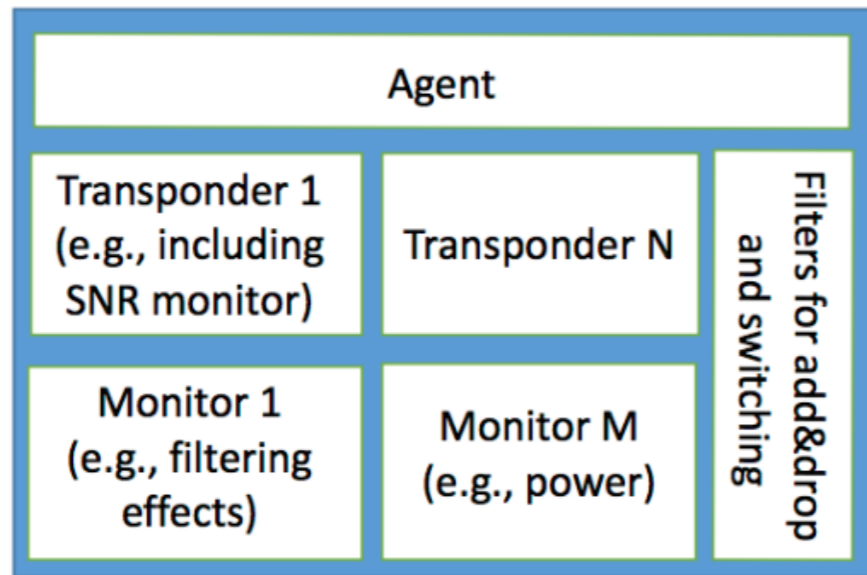 Agent
Transponder 1
(e.g., including
SNR monitor)
Transponder N
Filters for add&drop
and switching
Monitor 1
(e.g., filtering
effects)
Monitor M
(e.g., power)